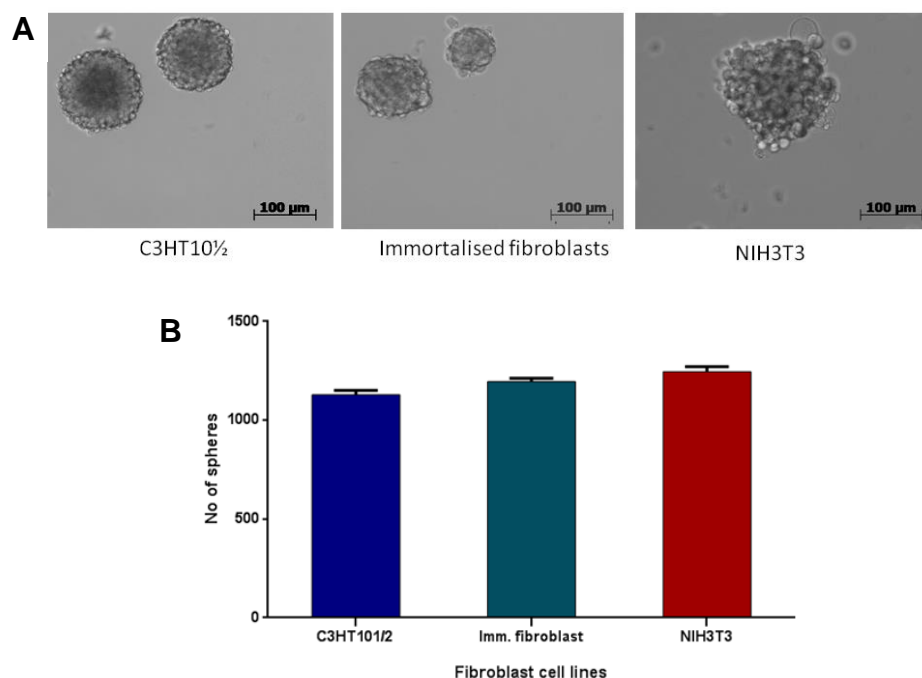 A
100 µm
100 µm
100 µm
C3HT10½
Immortalised fibroblasts
NIH3T3
B
1500
1000
500
0
No of spheres
C3HT101/2
Imm. fibroblast
NIH3T3
Fibroblast cell lines